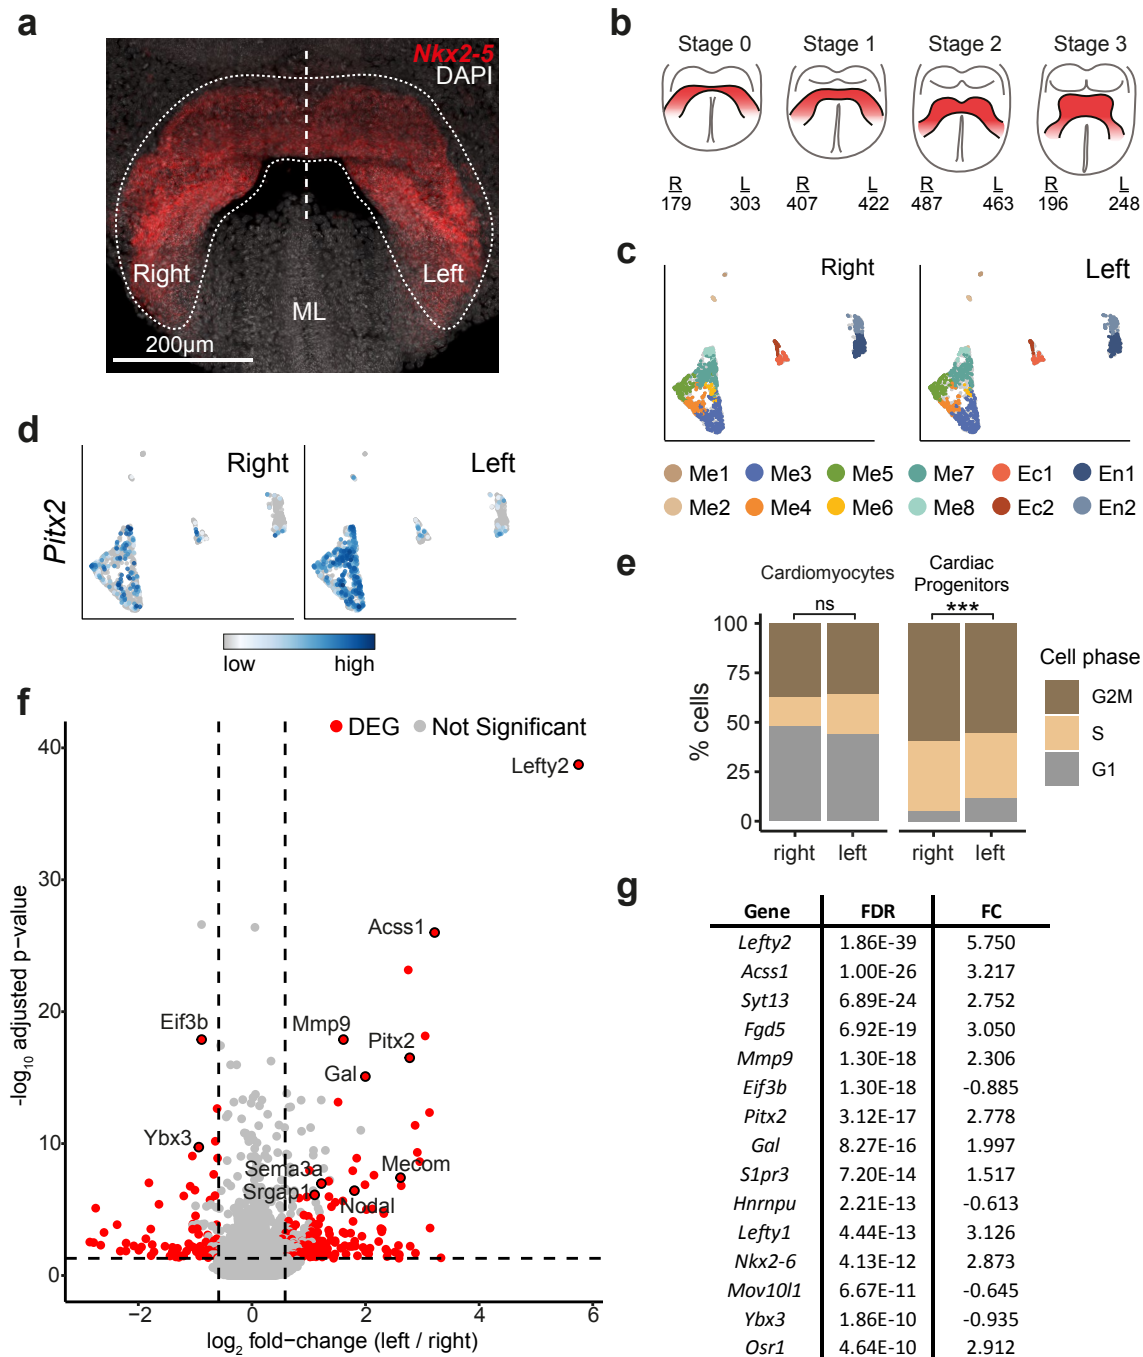 a
Nkx2-5
DAPI
Right
Left
ML
200µm
b
Stage 0
Stage 1
Stage 2
Stage 3
R L R L R L R L
179 303 407 422 487 463 196 248
c
Right
Left
Me1 Me3 Me5 Me7 Ec1 En1
Me2 Me4 Me6 Me8 Ec2 En2
d
Pitx2
Right
Left
low high
e
Cardiomyocytes
Cardiac
Progenitors
ns
***
100
75
50
25
0
% cells
right left right left
Cell phase
G2M
S
G1
f
DEG Not Significant
40
30
20
10
0
-log10 adjusted p−value
Lefty2
Acss1
Eif3b
Mmp9
Pitx2
Gal
Ybx3
Sema3a
Mecom
Srgap1
Nodal
−2 0 2 4 6
log2 fold−change (left / right)
g
Gene FDR FC
Lefty2 1.86E-39 5.750
Acss1 1.00E-26 3.217
Syt13 6.89E-24 2.752
Fgd5 6.92E-19 3.050
Mmp9 1.30E-18 2.306
Eif3b 1.30E-18 -0.885
Pitx2 3.12E-17 2.778
Gal 8.27E-16 1.997
S1pr3 7.20E-14 1.517
Hnrnpu 2.21E-13 -0.613
Lefty1 4.44E-13 3.126
Nkx2-6 4.13E-12 2.873
Mov10l1 6.67E-11 -0.645
Ybx3 1.86E-10 -0.935
Osr1 4.64E-10 2.912